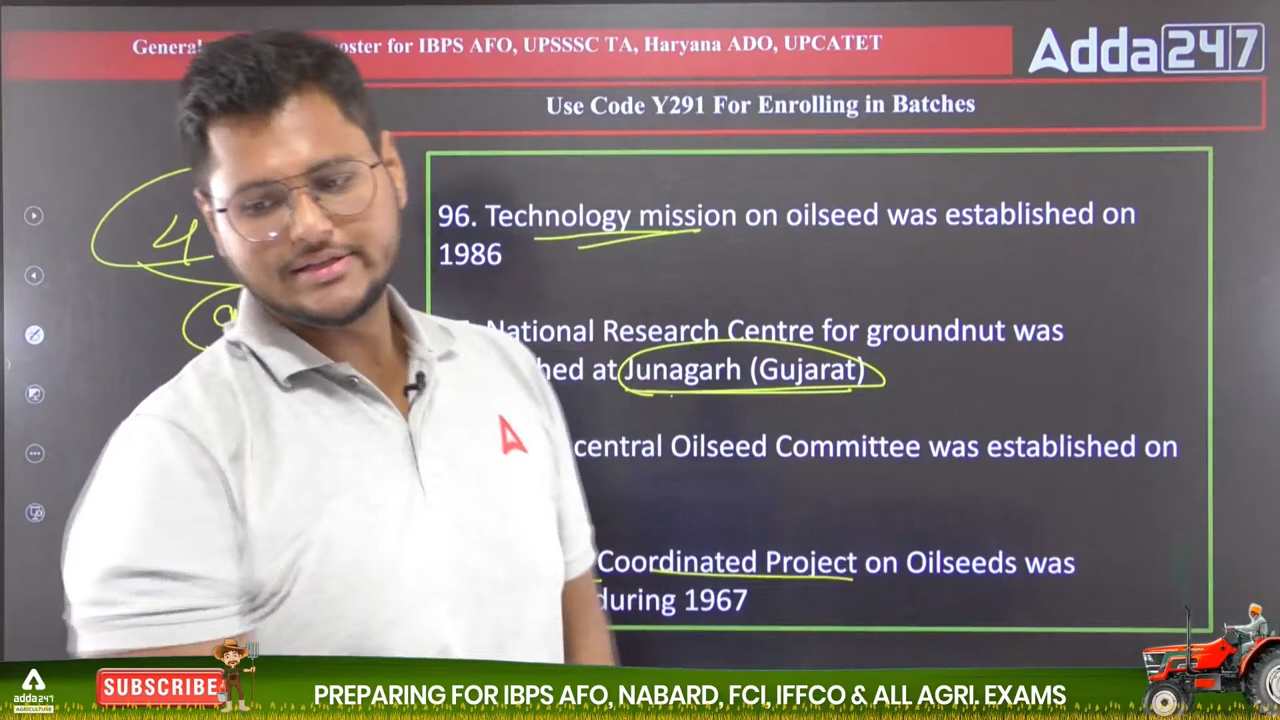 General oster for IBPS AFO, UPSSSC TA, Haryana ADO, UPCATET
Adda247
Use Code Y291 For Enrolling in Batches
96. Technology mission on oilseed was established on
1986
National Research Centre for groundnut was
hed at Junagarh (Gujarat)
central Oilseed Committee was established on
Coordinated Project on Oilseeds was
during 1967
4
adda247
AGRICULTURE
SUBSCRIBE
PREPARING FOR IBPS AFO, NABARD, FCI, IFFCO & ALL AGRI. EXAMS